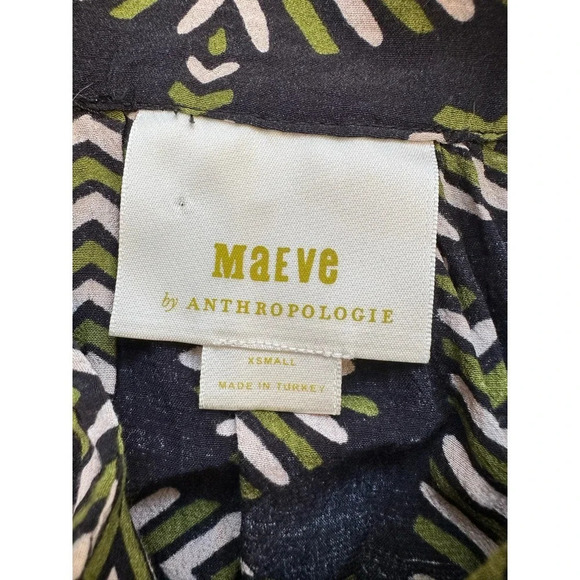 MaEve
by ANTHROPOLOGIE
XSMALL
MADE IN TURKEY